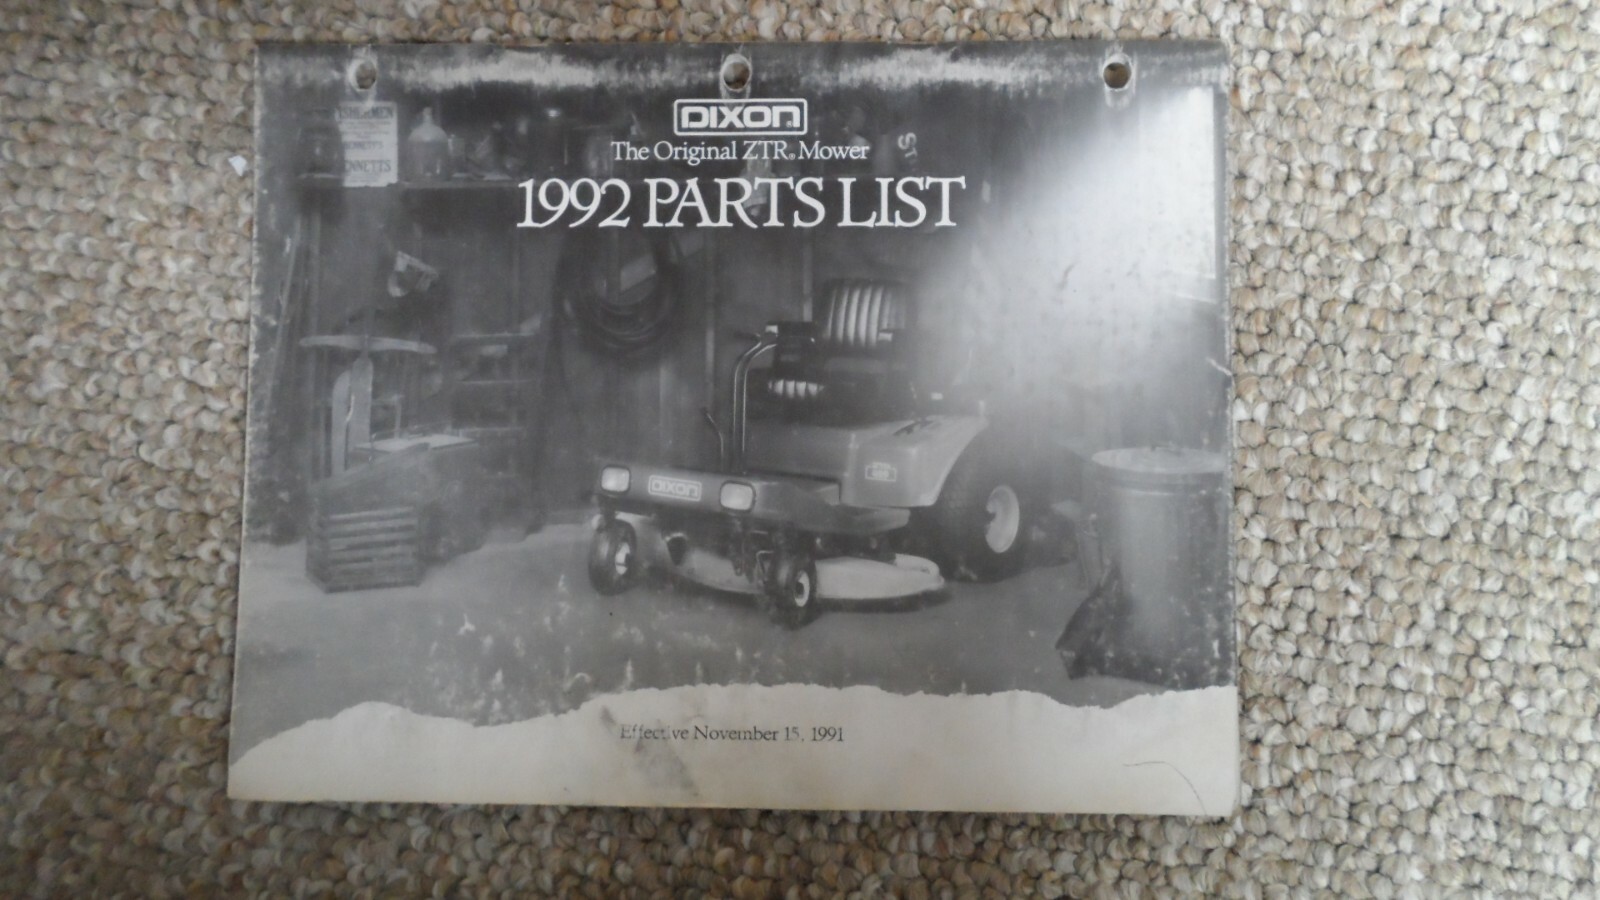 DIXON
The Original ZTR® Mower
1992 PARTS LIST
DIXON
Effective November 15, 1991